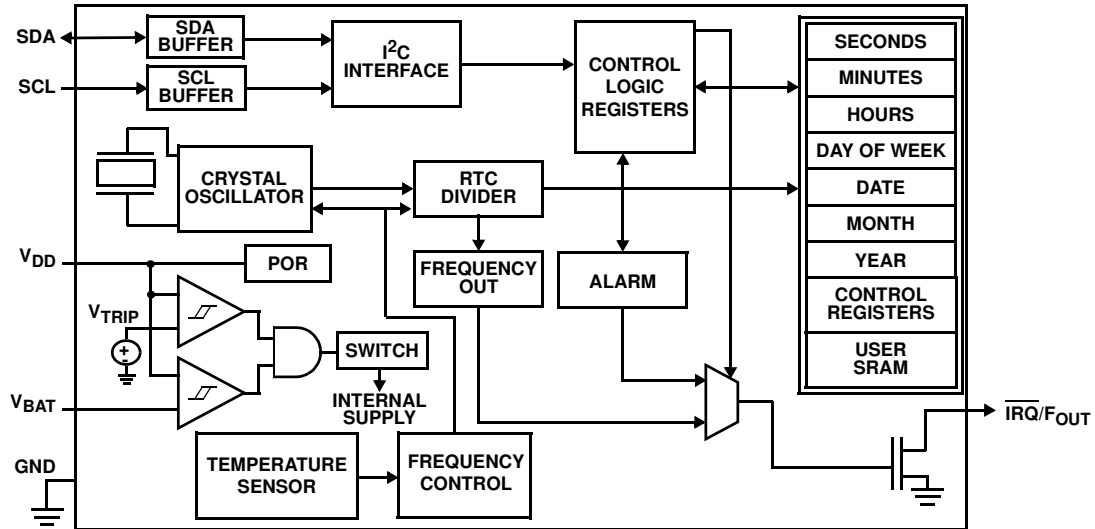 SDA
SDA
BUFFER
SCL
SCL
BUFFER
I²C
INTERFACE
CONTROL
LOGIC
REGISTERS
SECONDS
MINUTES
HOURS
DAY OF WEEK
DATE
MONTH
YEAR
CONTROL
REGISTERS
USER
SRAM
CRYSTAL
OSCILLATOR
RTC
DIVIDER
FREQUENCY
OUT
ALARM
VDD
POR
VTRIP
+
-
SWITCH
INTERNAL
SUPPLY
VBAT
GND
TEMPERATURE
SENSOR
FREQUENCY
CONTROL
I̅R̅Q̅/FOUT